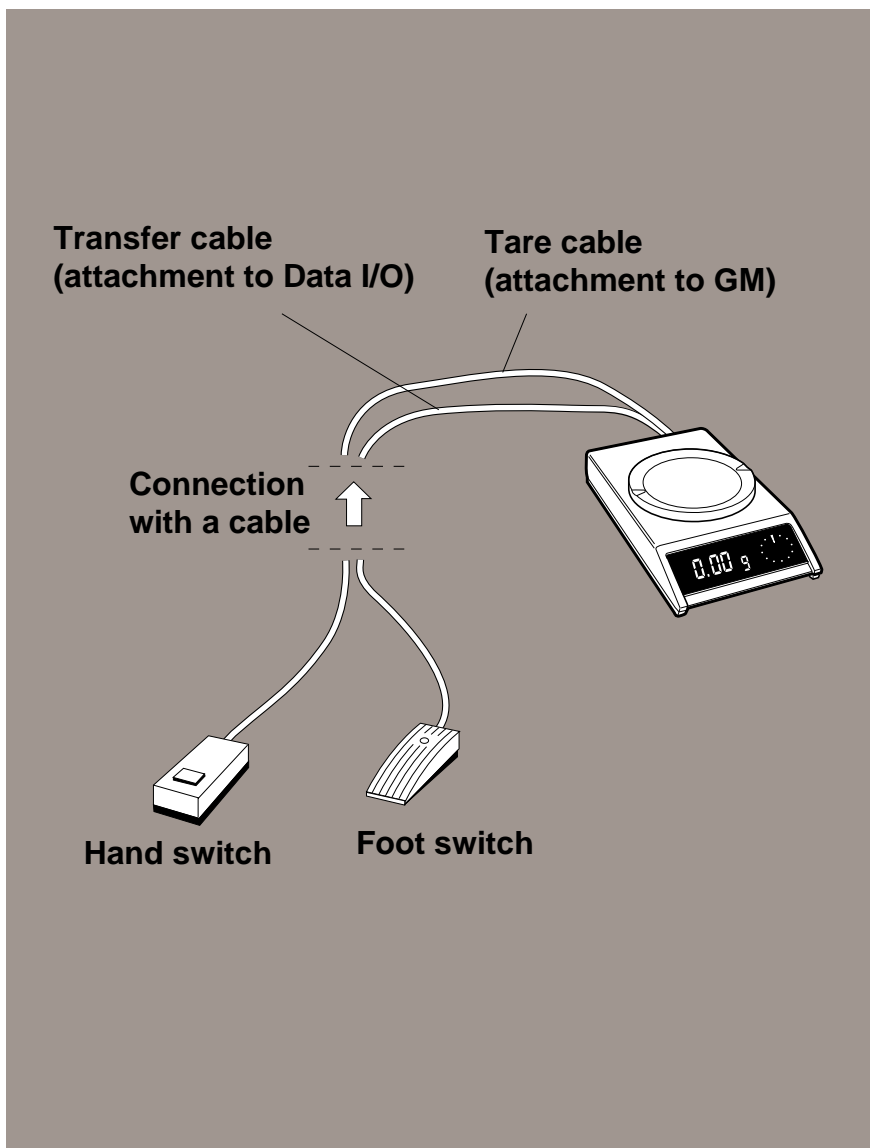 Transfer cable
(attachment to Data I/O)
Tare cable
(attachment to GM)
Connection
with a cable
0.00 g
Hand switch
Foot switch